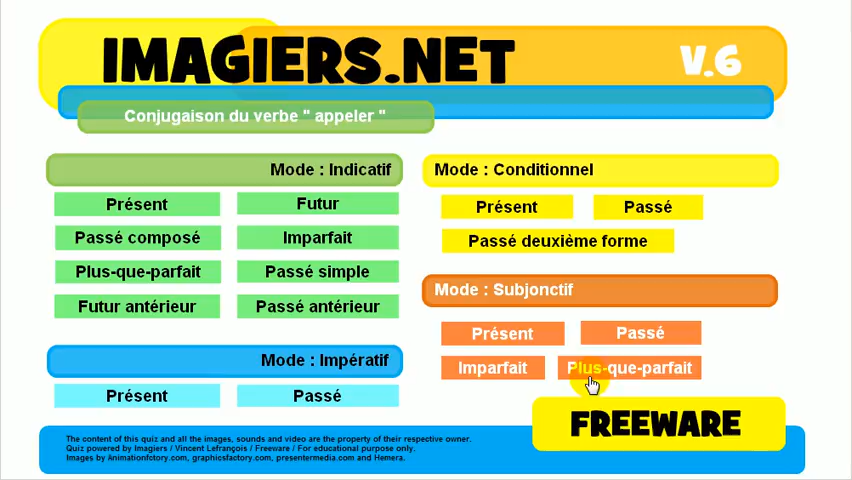 IMAGIERS.NET
V.6
Conjugaison du verbe " appeler "
Mode : Indicatif
Présent
Futur
Passé composé
Imparfait
Plus-que-parfait
Passé simple
Futur antérieur
Passé antérieur
Mode : Impératif
Présent
Passé
Mode : Conditionnel
Présent
Passé
Passé deuxième forme
Mode : Subjonctif
Présent
Passé
Imparfait
Plus-que-parfait
FREEWARE
The content of this quiz and all the images, sounds and video are the property of their respective owner.
Quiz powered by Imagiers / Vincent Lefrançois / Freeware / For educational purpose only.
Images by Animationfctory.com, graphicsfactory.com, presentermedia.com and Hemera.